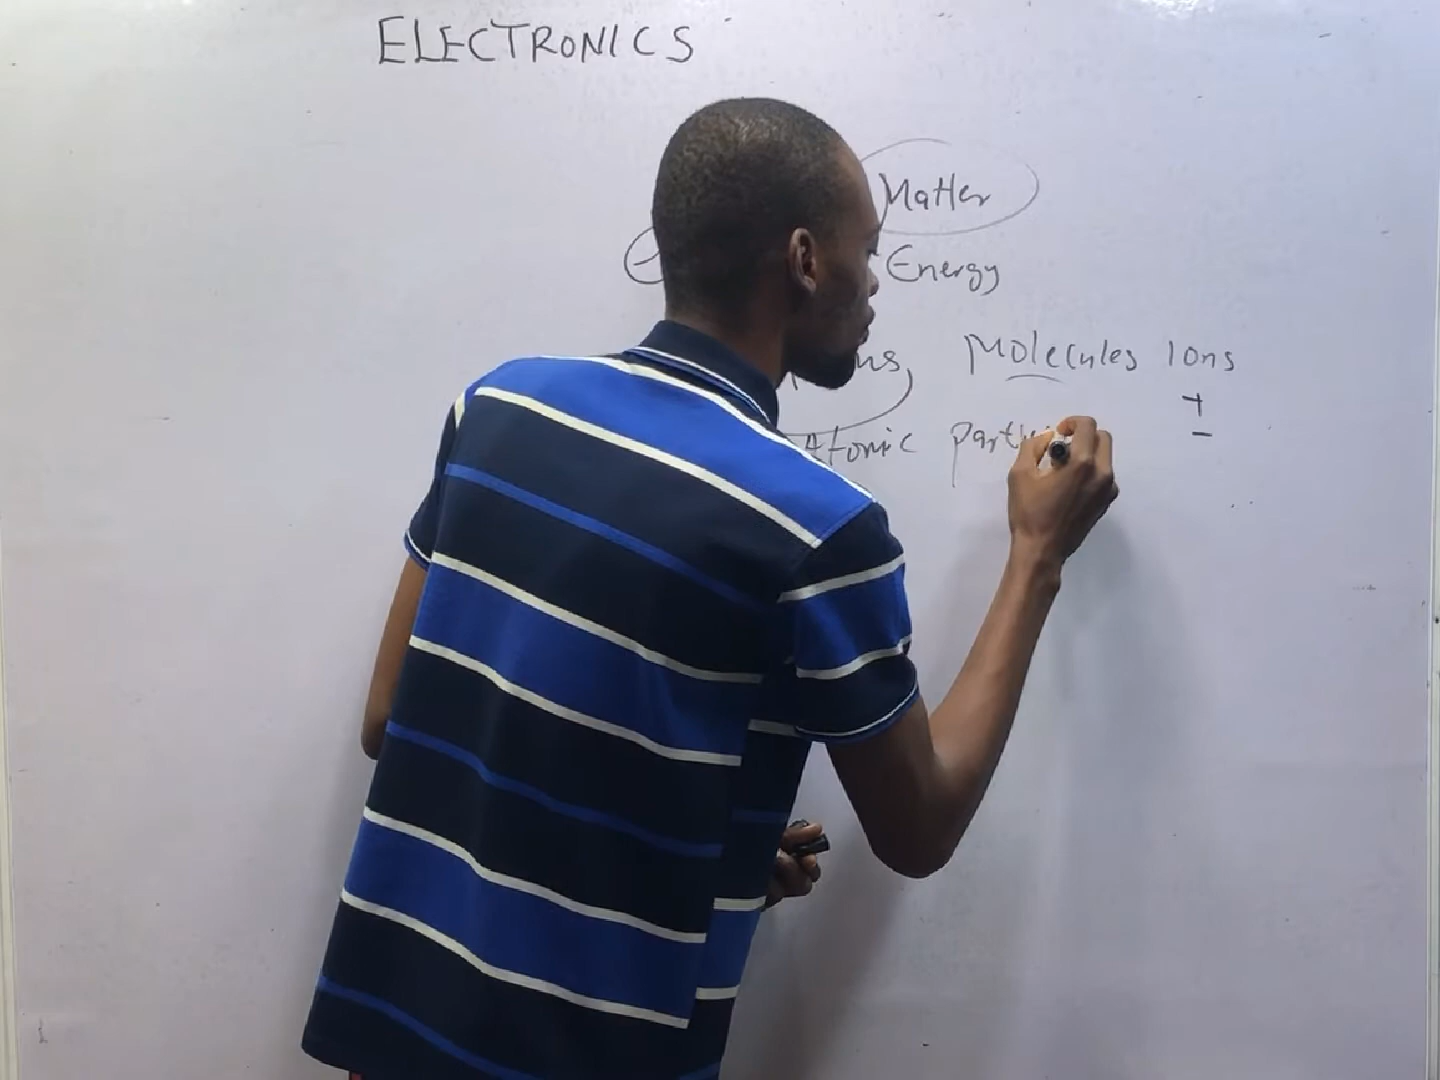 ELECTRONICS
Matter
Energy
Molecules Ions
+
Atomic
-